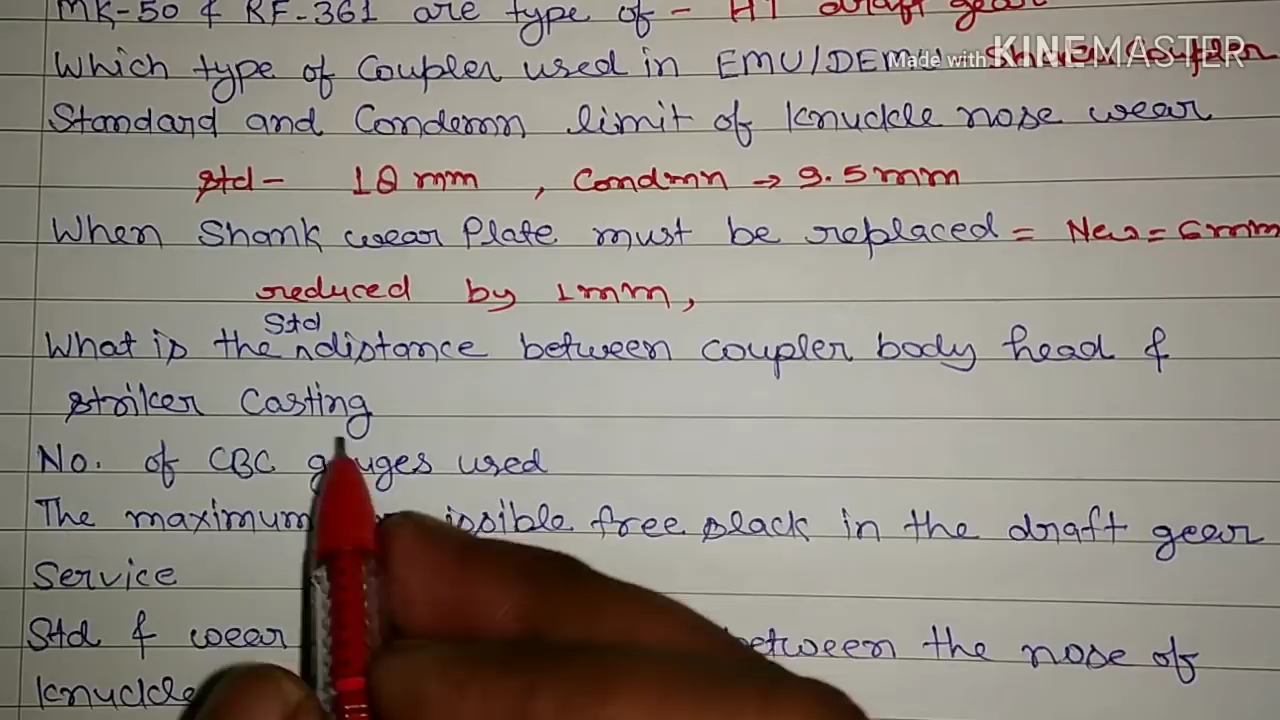 MK-50 & RF-361 are type of - HT draft gear
Which type of Coupler used in EMU/DEMU Coupler
Made with KINEMASTER
Standard and Condemn limit of knuckle nose wear
std - 10 mm , Condmn → 9.5mm
When Shank wear Plate must be replaced = New = 6mm
reduced by 1mm,
Std
What is the distance between coupler body head &
striker Casting
No. of CBC gauges used
The maximum issible free slack in the draft gear
Service
Std & wear between the nose of
knuckle